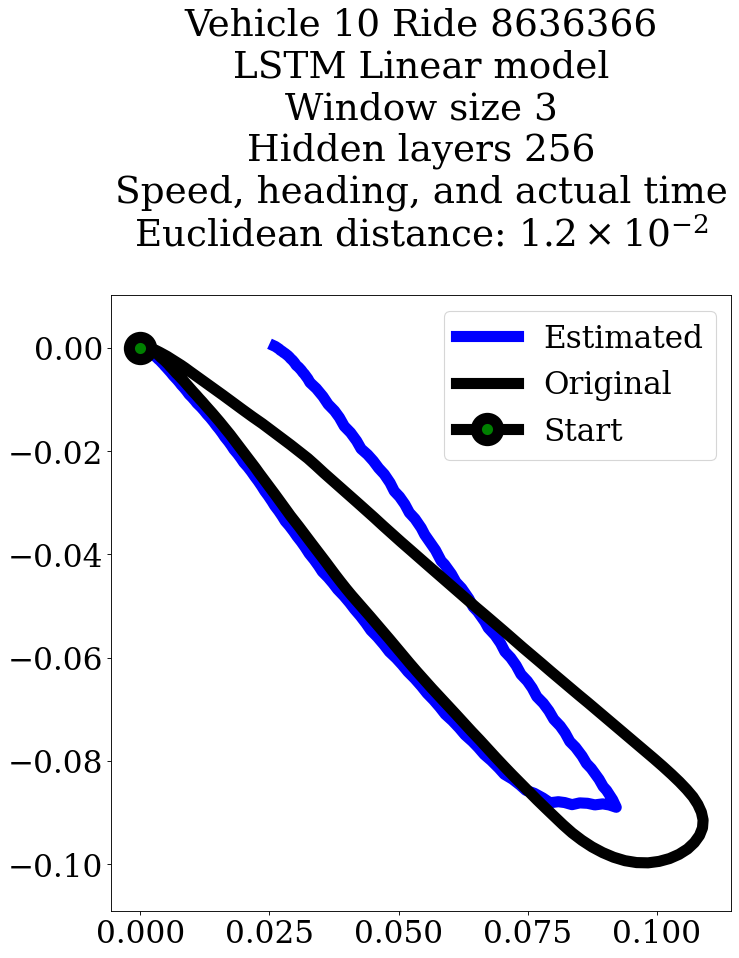 Vehicle 10 Ride 8636366
LSTM Linear model
Window size 3
Hidden layers 256
Speed, heading, and actual time
Euclidean distance: 1.2 × 10⁻²
Estimated
Original
Start
0.00
−0.02
−0.04
−0.06
−0.08
−0.10
0.000 0.025 0.050 0.075 0.100